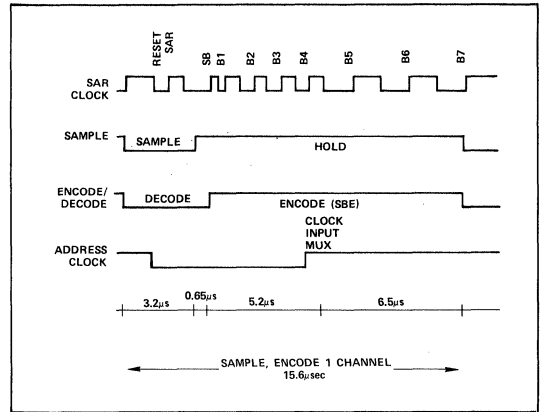 RESET
SAR
SB
B1
B2
B3
B4
B5
B6
B7
SAR
CLOCK
SAMPLE
SAMPLE
HOLD
ENCODE/
DECODE
DECODE
ENCODE (SBE)
CLOCK
INPUT
MUX
ADDRESS
CLOCK
3.2μs
0.65μs
5.2μs
6.5μs
SAMPLE, ENCODE 1 CHANNEL
15.6μsec